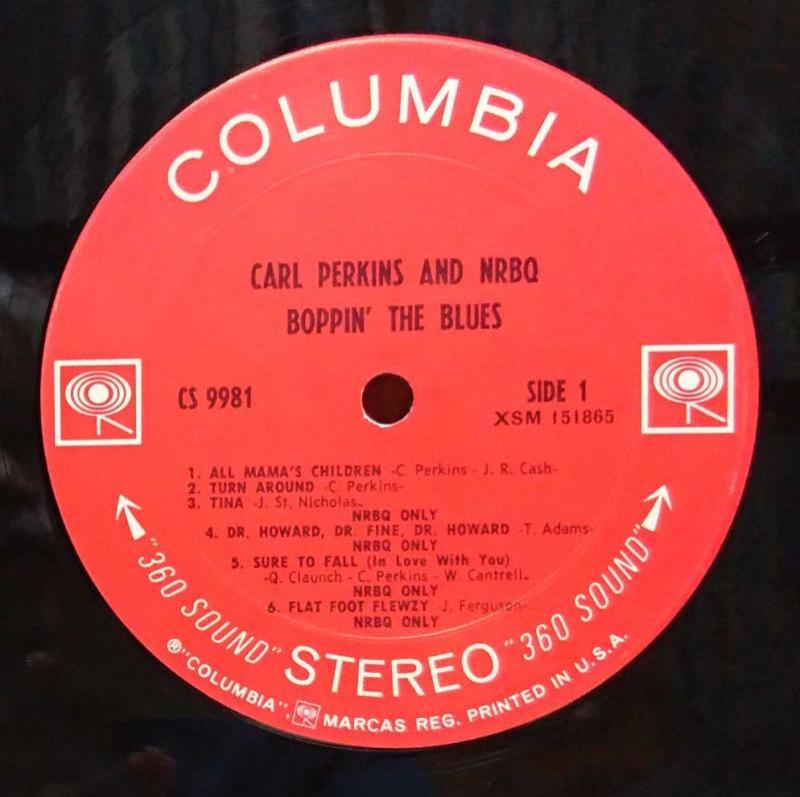 COLUMBIA
CARL PERKINS AND NRBQ
BOPPIN' THE BLUES
CS 9981
SIDE 1
XSM 151865
1. ALL MAMA'S CHILDREN -C. Perkins - J. R. Cash-
2. TURN AROUND -C. Perkins-
3. TINA -J. St. Nicholas-
NRBQ ONLY
4. DR. HOWARD, DR. FINE, DR. HOWARD -T. Adams-
NRBQ ONLY
5. SURE TO FALL (In Love With You)
-Q. Claunch - C. Perkins - W. Cantrell-
NRBQ ONLY
6. FLAT FOOT FLEWZY -J. Ferguson-
NRBQ ONLY
"360 SOUND" STEREO "360 SOUND"
® "COLUMBIA", MARCAS REG. PRINTED IN U.S.A.